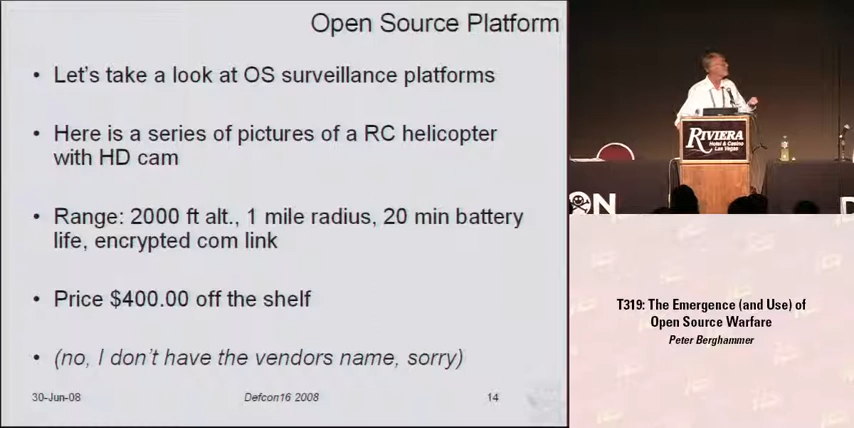 Open Source Platform
• Let's take a look at OS surveillance platforms
• Here is a series of pictures of a RC helicopter
with HD cam
• Range: 2000 ft alt., 1 mile radius, 20 min battery
life, encrypted com link
• Price $400.00 off the shelf
• (no, I don't have the vendors name, sorry)
30-Jun-08
Defcon16 2008
14
RIVIERA
Hotel & Casino
Las Vegas
ON
D
T319: The Emergence (and Use) of
Open Source Warfare
Peter Berghammer